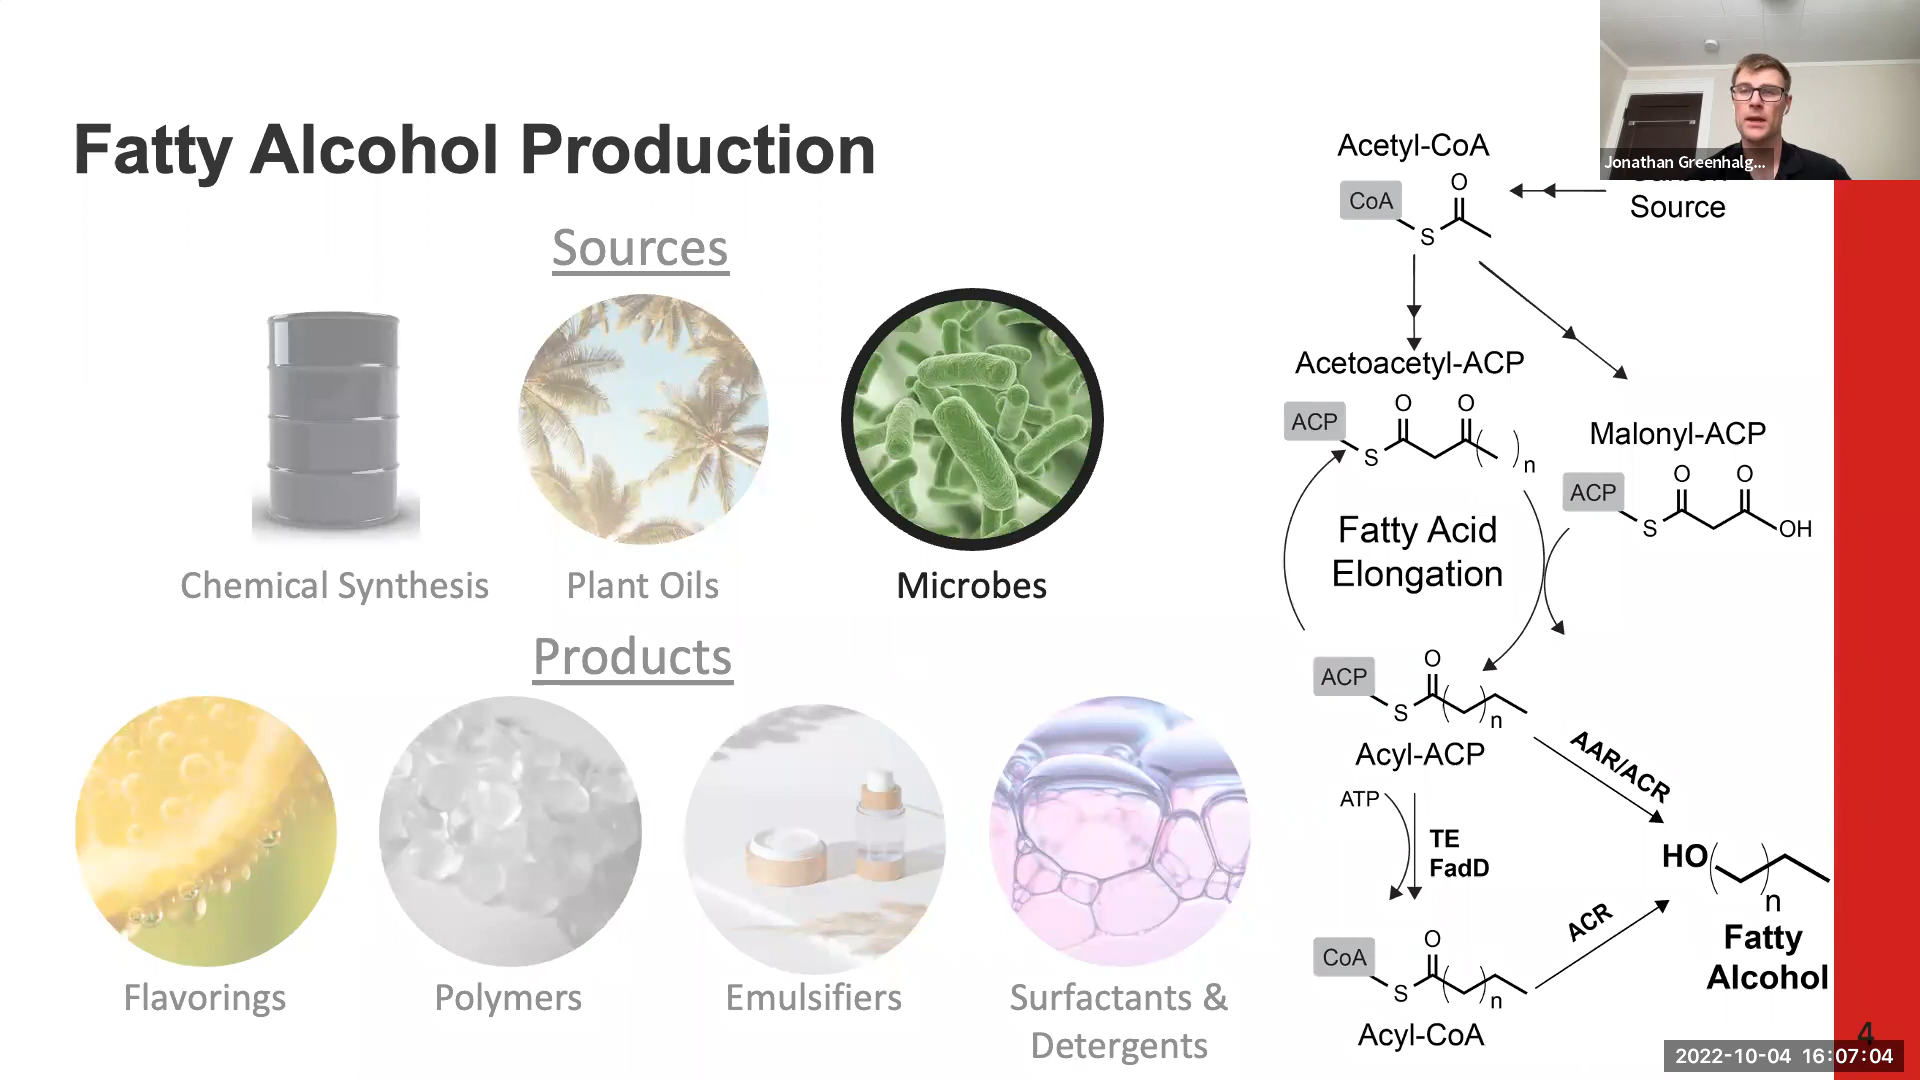 Fatty Alcohol Production
Sources
Chemical Synthesis
Plant Oils
Microbes
Products
Flavorings
Polymers
Emulsifiers
Surfactants &
Detergents
Acetyl-CoA
CoA
S
O
Source
Acetoacetyl-ACP
ACP
S
O
O
n
Malonyl-ACP
ACP
S
O
O
OH
Fatty Acid
Elongation
ACP
S
O
n
Acyl-ACP
AAR/ACR
ATP
TE
FadD
HO
n
Fatty
Alcohol
ACR
CoA
S
O
n
Acyl-CoA
Jonathan Greenhalg...
4
2022-10-04 16:07:04